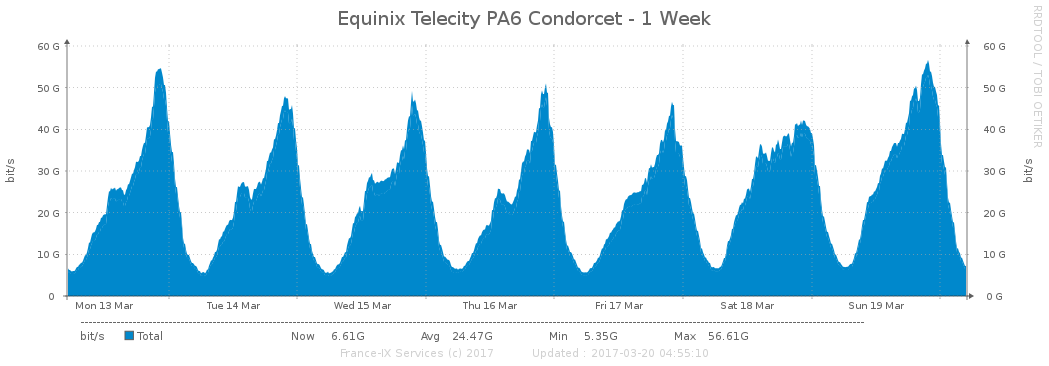 Equinix Telecity PA6 Condorcet - 1 Week
RRDTOOL / TOBI OETIKER
bit/s
bit/s
60 G 60 G
50 G 50 G
40 G 40 G
30 G 30 G
20 G 20 G
10 G 10 G
0 0 G
Mon 13 Mar Tue 14 Mar Wed 15 Mar Thu 16 Mar Fri 17 Mar Sat 18 Mar Sun 19 Mar
bit/s Total Now 6.61G Avg 24.47G Min 5.35G Max 56.61G
France-IX Services (c) 2017 Updated : 2017-03-20 04:55:10